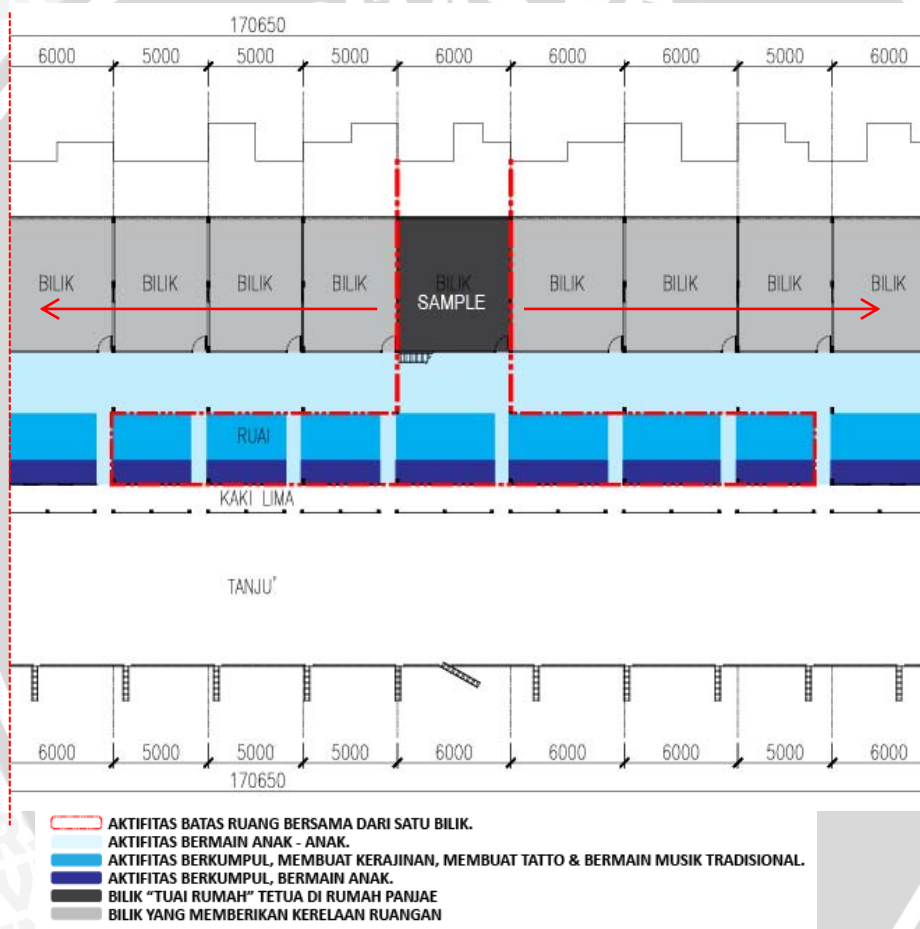 170650
6000 5000 5000 5000 6000 6000 6000 5000 6000
BILIK BILIK BILIK BILIK BILIK BILIK BILIK BILIK BILIK
SAMPLE
RUAI
KAKI LIMA
TANJU'
6000 5000 5000 5000 6000 6000 6000 5000 6000
170650
AKTIFITAS BATAS RUANG BERSAMA DARI SATU BILIK.
AKTIFITAS BERMAIN ANAK - ANAK.
AKTIFITAS BERKUMPUL, MEMBUAT KERAJINAN, MEMBUAT TATTO & BERMAIN MUSIK TRADISIONAL.
AKTIFITAS BERKUMPUL, BERMAIN ANAK.
BILIK “TUAI RUMAH” TETUA DI RUMAH PANJAE
BILIK YANG MEMBERIKAN KERELAAN RUANGAN